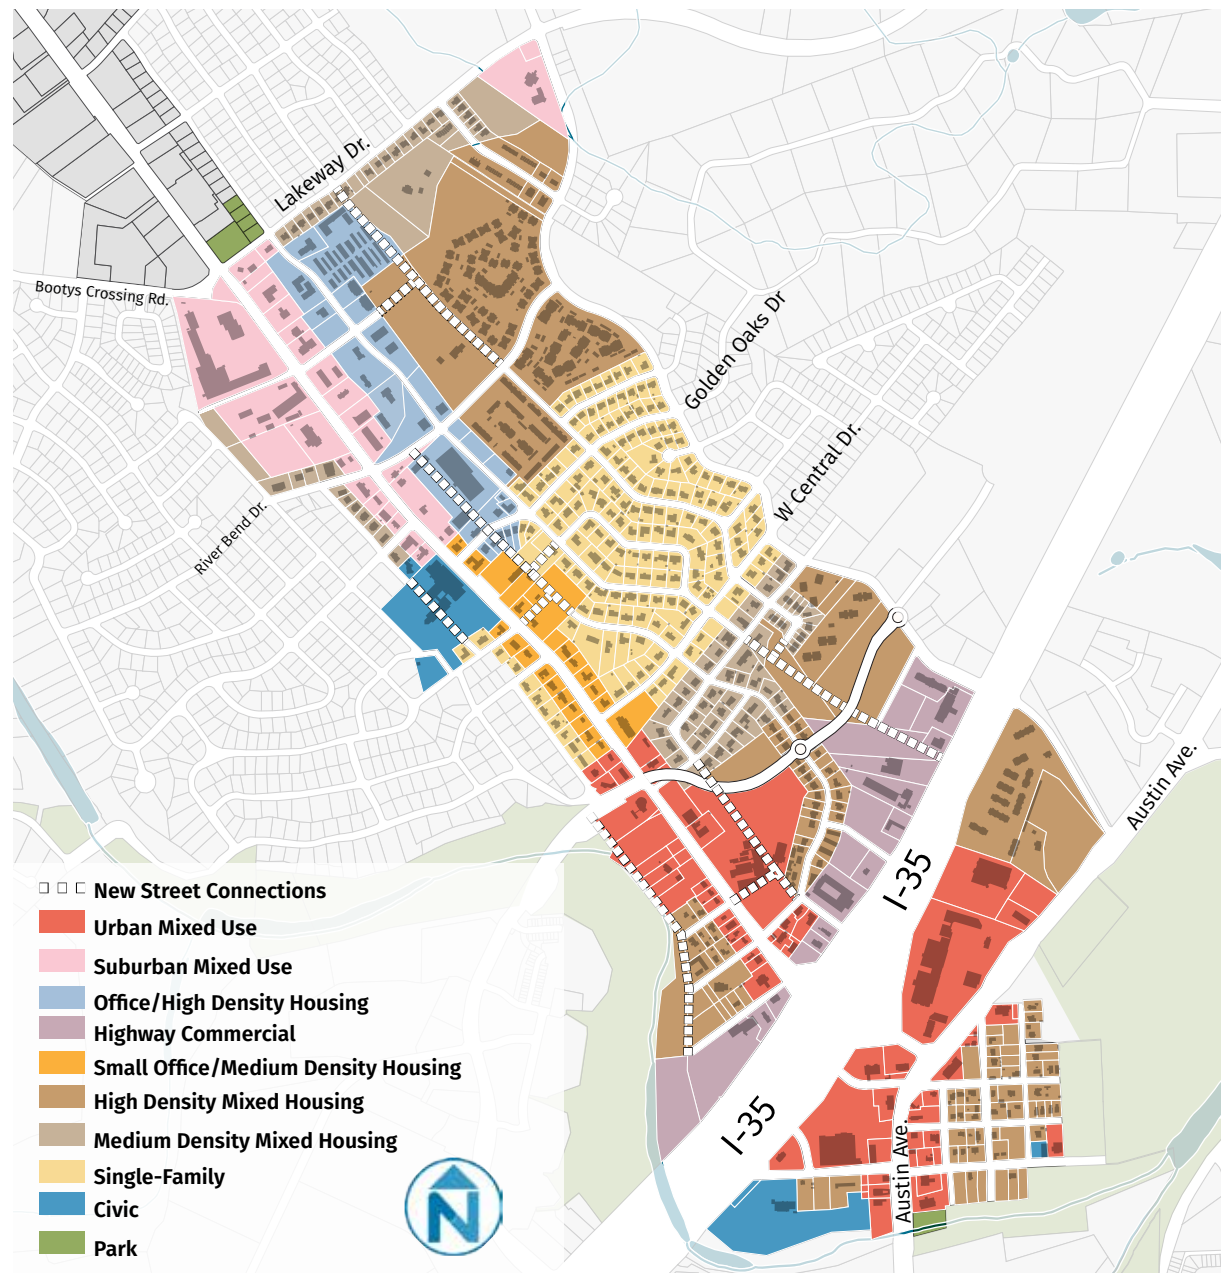 Lakeway Dr.
Bootys Crossing Rd.
Golden Oaks Dr
W Central Dr.
River Bend Dr.
Austin Ave.
I-35
I-35
Austin Ave.
New Street Connections
Urban Mixed Use
Suburban Mixed Use
Office/High Density Housing
Highway Commercial
Small Office/Medium Density Housing
High Density Mixed Housing
Medium Density Mixed Housing
Single-Family
Civic
Park
N